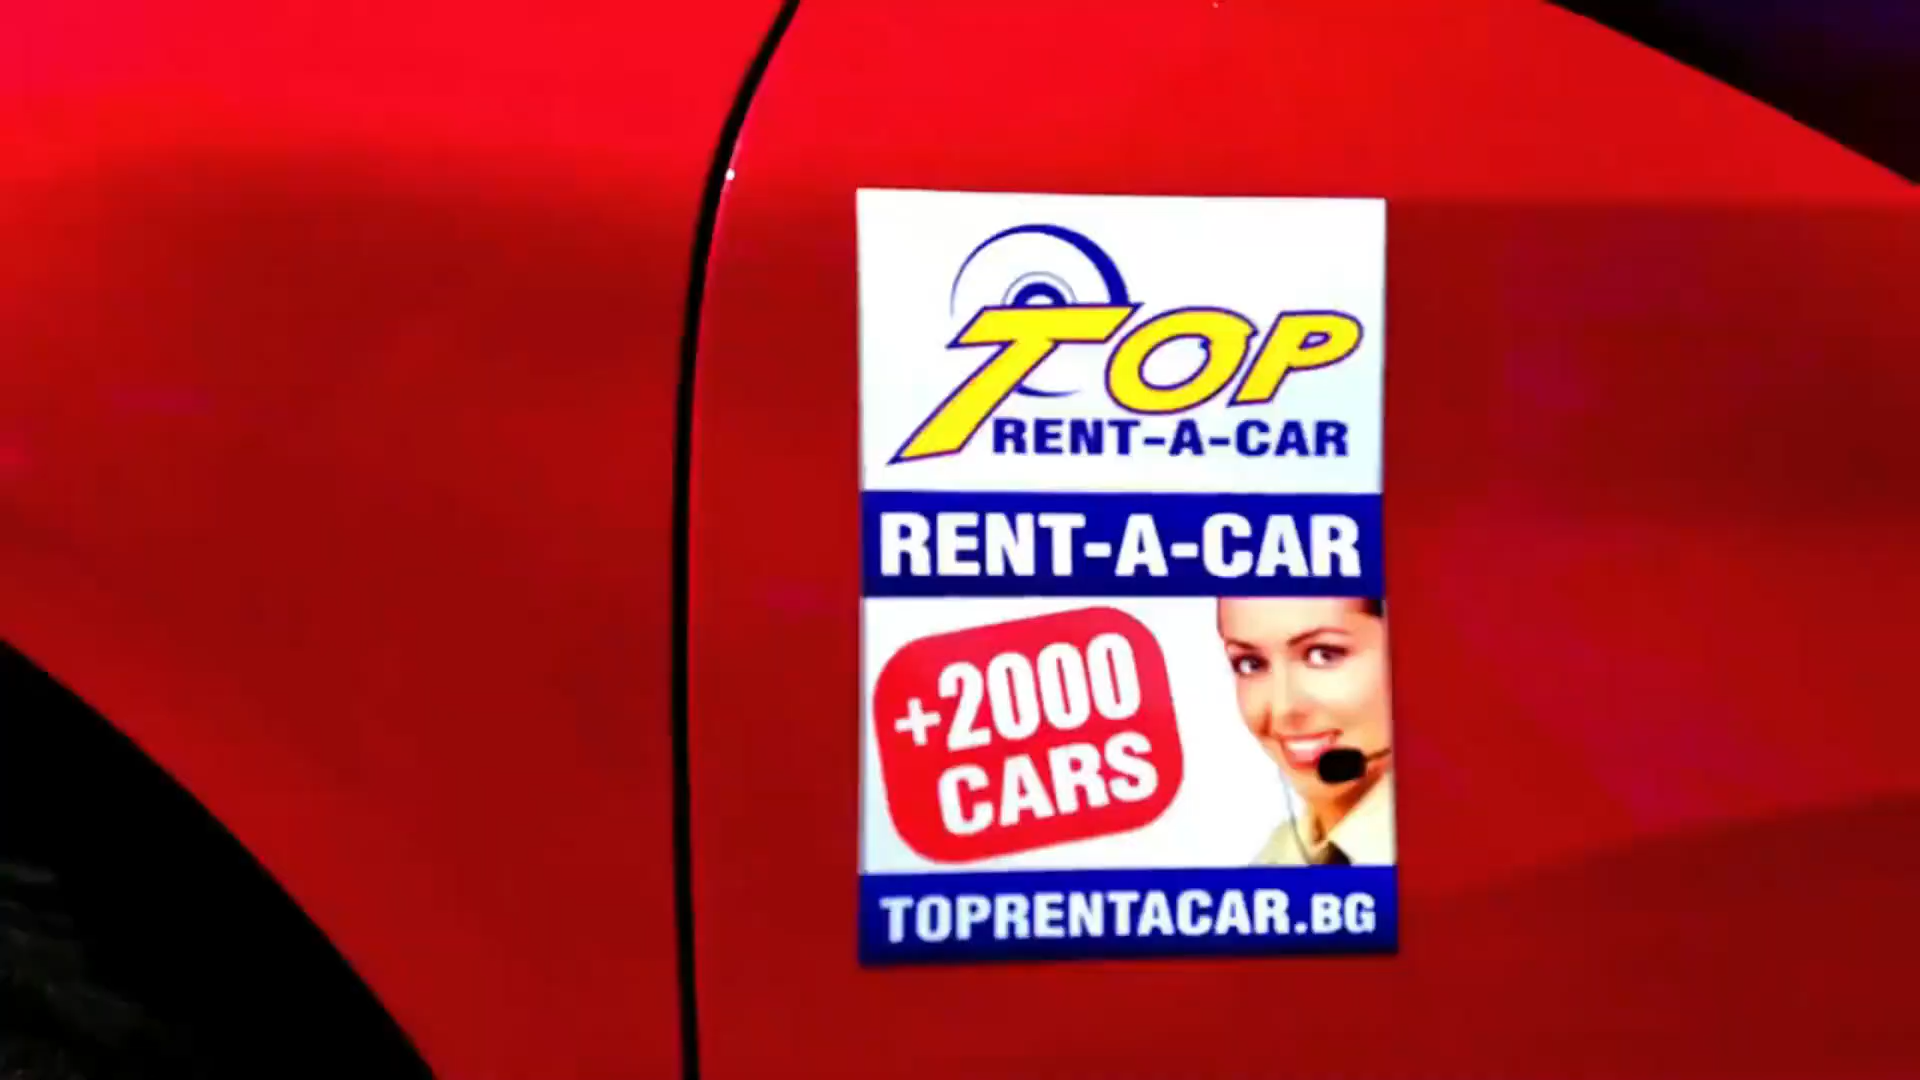 TOP
RENT-A-CAR
RENT-A-CAR
+2000
CARS
TOPRENTACAR.BG